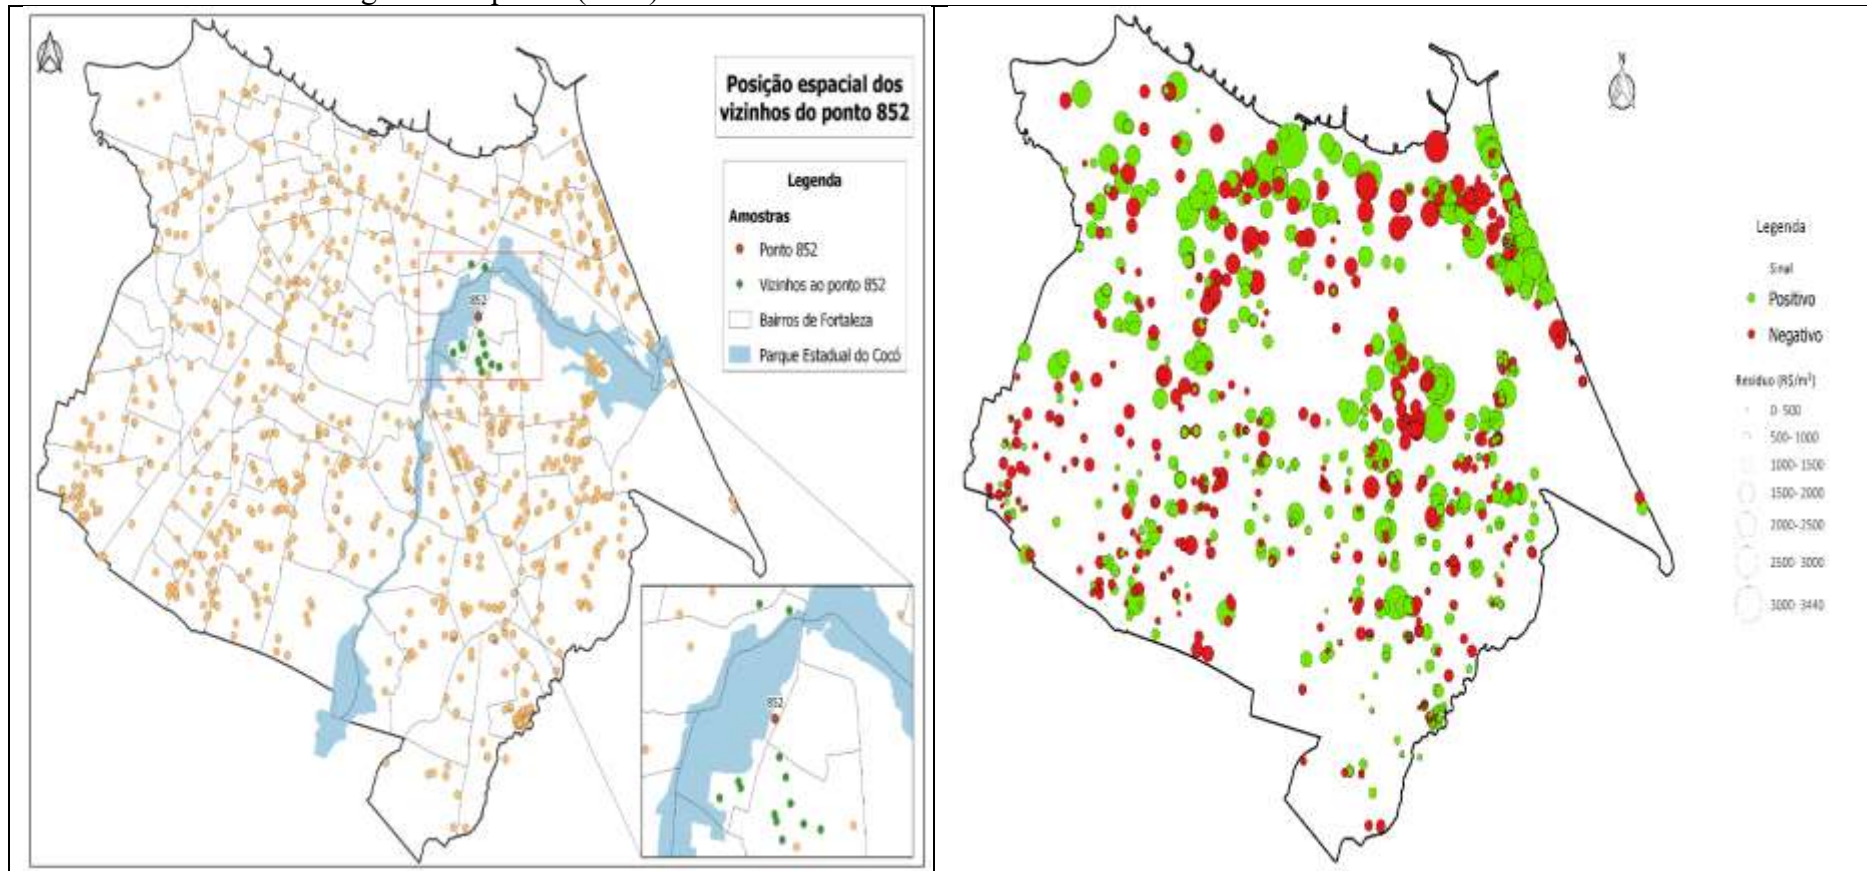 Posição espacial dos
vizinhos do ponto 852
Legenda
Amostras
Ponto 852
Vizinhos ao ponto 852
Bairros de Fortaleza
Parque Estadual do Cocó
852
852
N
Legenda
Sinal
Positivo
Negativo
Resíduo (R$/m²)
0- 500
500- 1000
1000- 1500
1500- 2000
2000- 2500
2500- 3000
3000- 3440